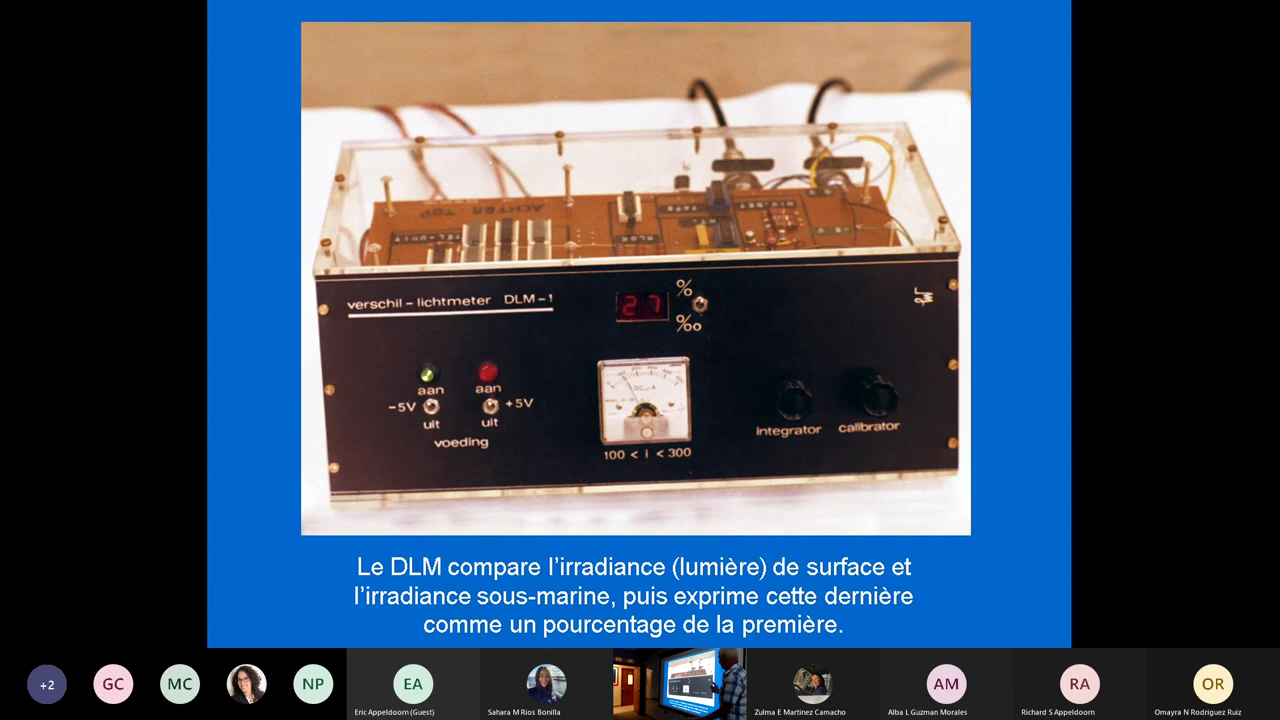 ACHTER TOP
verschil – lichtmeter DLM – 1
27
%
‰
aan
aan
–5V
+5V
uit
uit
voeding
100 < i < 300
integrator
calibrator
Le DLM compare l’irradiance (lumière) de surface et
l’irradiance sous-marine, puis exprime cette dernière
comme un pourcentage de la première.
+2
GC
MC
NP
EA
AM
RA
OR
Eric Appeldoorn (Guest)
Sahara M Rios Bonilla
Zulma E Martinez Camacho
Alba L Guzman Morales
Richard S Appeldoorn
Omayra N Rodriguez Ruiz